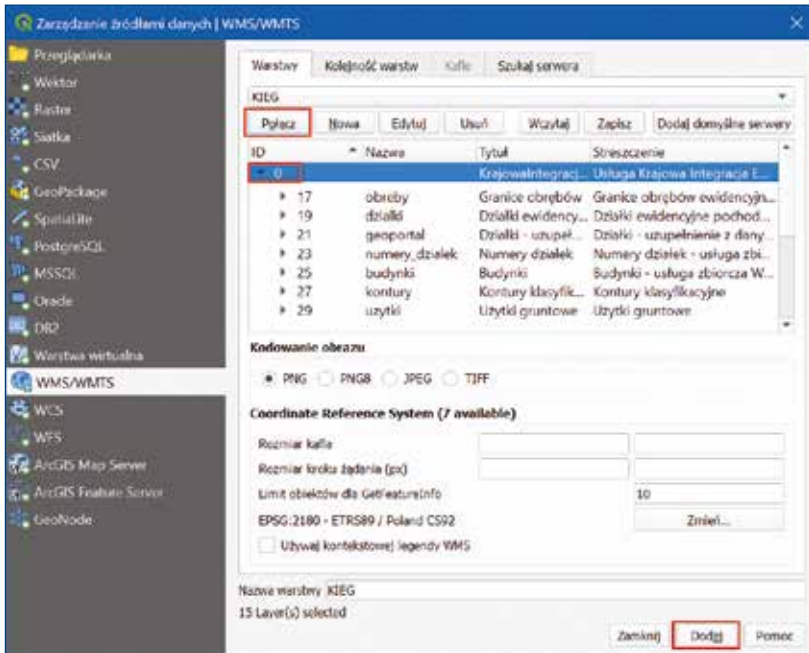 Zarządzanie źródłami danych | WMS/WMTS
Przeglądarka
Wektor
Raster
Siatka
CSV
GeoPackage
SpatiaLite
PostgreSQL
MSSQL
Oracle
DB2
Warstwa wirtualna
WMS/WMTS
WCS
WFS
ArcGIS Map Server
ArcGIS Feature Server
GeoNode
Warstwy Kolejność warstw Kafle Szukaj serwera
KIEG
Połącz Nowa Edytuj Usuń Wczytaj Zapisz Dodaj domyślne serwery
ID Nazwa Tytuł Streszczenie
0 KrajowaIntegracj... Usługa Krajowa Integracja E...
17 obreby Granice obrębów Granice obrębów ewidencyjn...
19 dzialki Działki ewidency... Działki ewidencyjne pochod...
21 geoportal Działki - uzupeł... Działki - uzupełnienie z dany...
23 numery_dzialek Numery działek Numery działek - usługa zbi...
25 budynki Budynki Budynki - usługa zbiorcza W...
27 kontury Kontury klasyfik... Kontury klasyfikacyjne
29 uzytki Użytki gruntowe Użytki gruntowe
Kodowanie obrazu
PNG PNG8 JPEG TIFF
Coordinate Reference System (7 available)
Rozmiar kafla
Rozmiar kroku żądania (px)
Limit obiektów dla GetFeatureInfo 10
EPSG:2180 - ETRS89 / Poland CS92 Zmień...
Używaj kontekstowej legendy WMS
Nazwa warstwy KIEG
15 Layer(s) selected
Zamknij Dodaj Pomoc